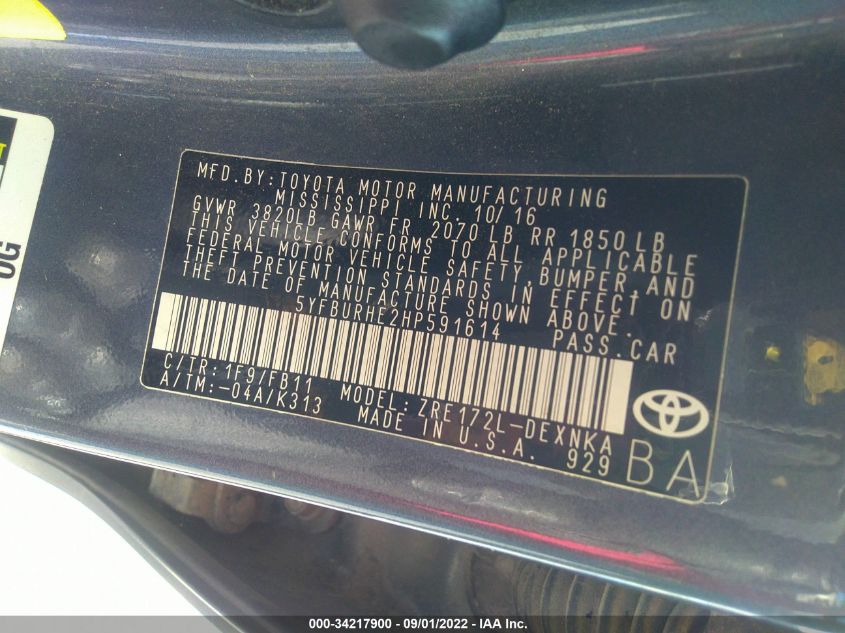 MFD.BY:TOYOTA MOTOR MANUFACTURING
MISSISSIPPI INC. 10/16
GVWR 3820LB GAWR FR 2070 LB RR 1850 LB
THIS VEHICLE CONFORMS TO ALL APPLICABLE
FEDERAL MOTOR VEHICLE SAFETY, BUMPER, AND
THEFT PREVENTION STANDARDS IN EFFECT ON
THE DATE OF MANUFACTURE SHOWN ABOVE.
5YFBURHE2HP591614 PASS.CAR
C/TR:1F9/FB11 MODEL:ZRE172L-DEXNKA
A/TM:-04A/K313 MADE IN U.S.A. 929
BA
OG
000-34217900 - 09/01/2022 - IAA Inc.